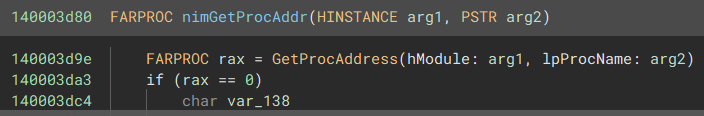 140003d80 FARPROC nimGetProcAddr(HINSTANCE arg1, PSTR arg2)
140003d9e FARPROC rax = GetProcAddress(hModule: arg1, lpProcName: arg2)
140003da3 if (rax == 0)
140003dc4 char var_138